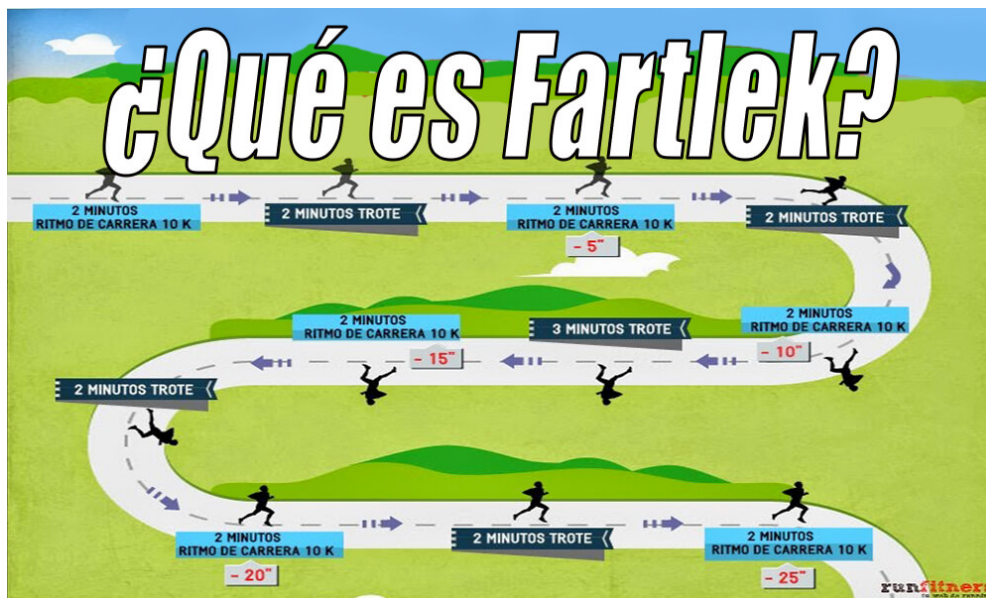 ¿Qué es Fartlek?
2 MINUTOS
RITMO DE CARRERA 10 K
2 MINUTOS TROTE
2 MINUTOS
RITMO DE CARRERA 10 K
- 5"
2 MINUTOS TROTE
2 MINUTOS
RITMO DE CARRERA 10 K
- 10"
3 MINUTOS TROTE
2 MINUTOS
RITMO DE CARRERA 10 K
- 15"
2 MINUTOS TROTE
2 MINUTOS
RITMO DE CARRERA 10 K
- 20"
2 MINUTOS TROTE
2 MINUTOS
RITMO DE CARRERA 10 K
- 25"
runfitners